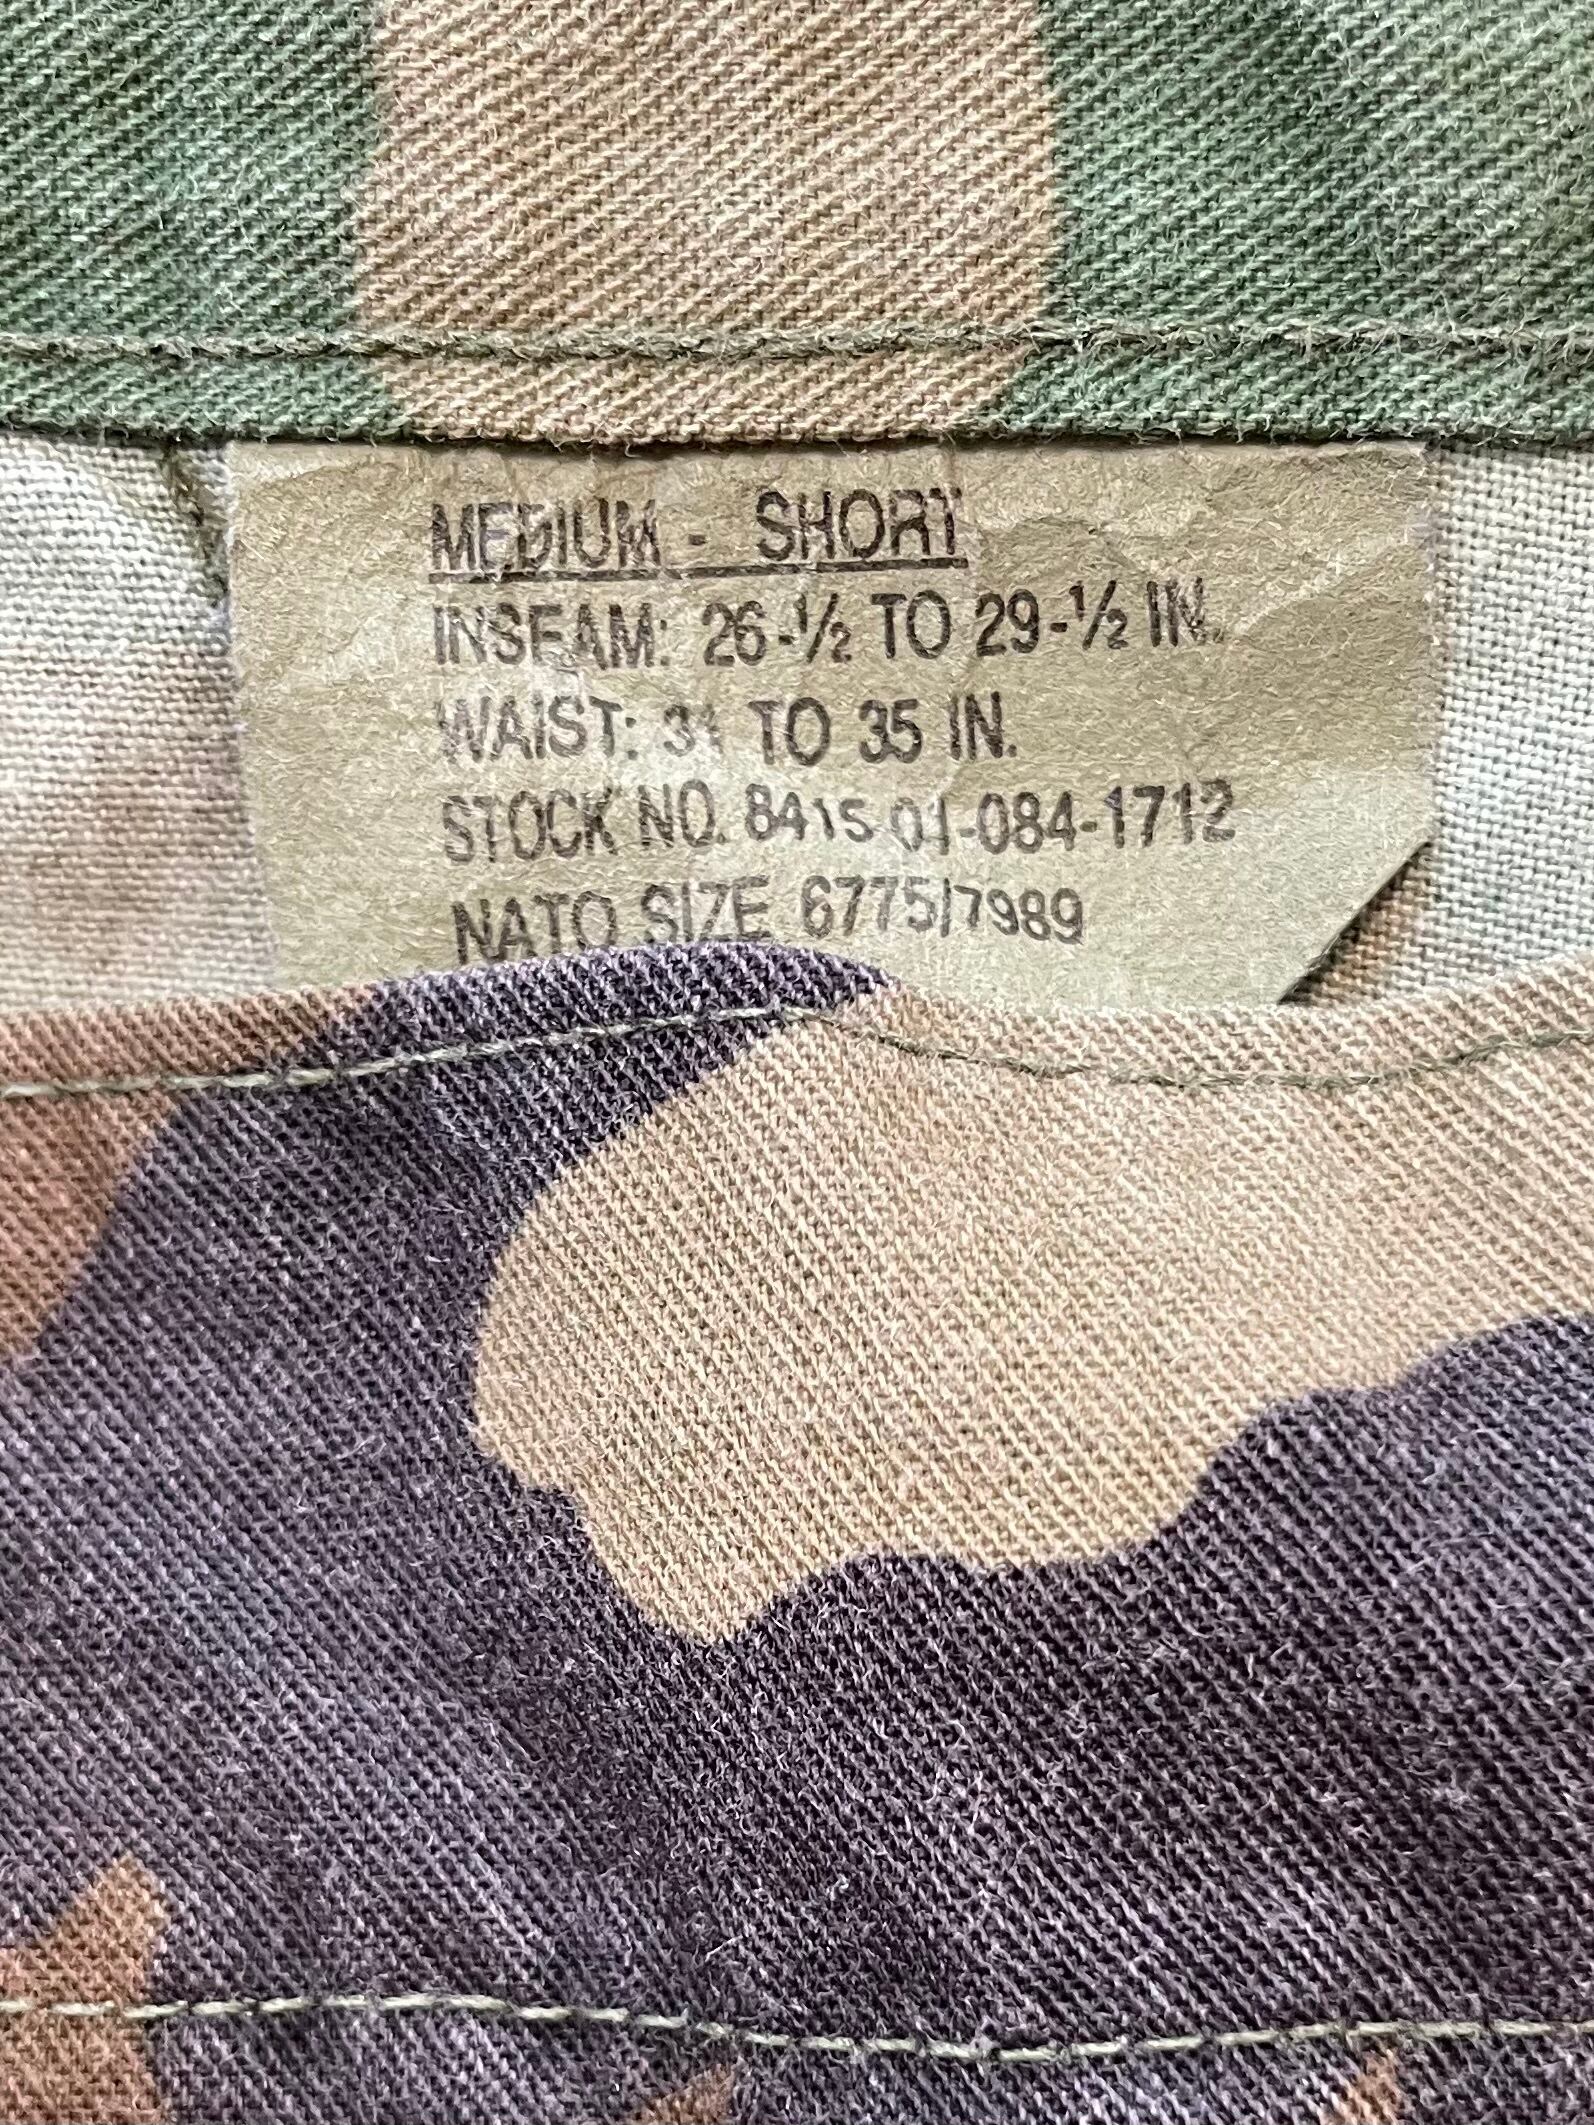 MEDIUM - SHORT
INSEAM: 26-½ TO 29-½ IN.
WAIST: 31 TO 35 IN.
STOCK NO. 8415-01-084-1712
NATO SIZE 6775/7989